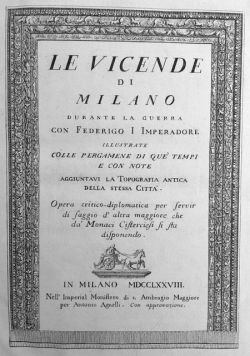 LE VICENDE
DI
MILANO
DURANTE LA GUERRA
CON FEDERIGO I IMPERADORE
ILLUSTRATE
COLLE PERGAMENE DI QUE' TEMPI
E CON NOTE
AGGIUNTAVI LA TOPOGRAFIA ANTICA
DELLA STESSA CITTÀ.
Opera critico-diplomatica per servir
di saggio d'altra maggiore che
da' Monaci Cisterciesi si sta
disponendo.
IN MILANO MDCCLXXVIII.
Nell' Imperial Monistero di s. Ambrogio Maggiore
per Antonio Agnelli. Con approvazione.